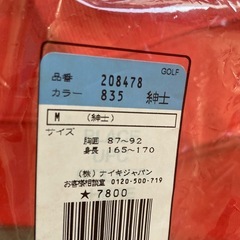 GOLF
品番 208478
カラー 835 紳士
M (紳士)
サイズ
胸囲 87~92
身長 165~170
(株)ナイキジャパン
お客様相談室 0120-500-719
★7800